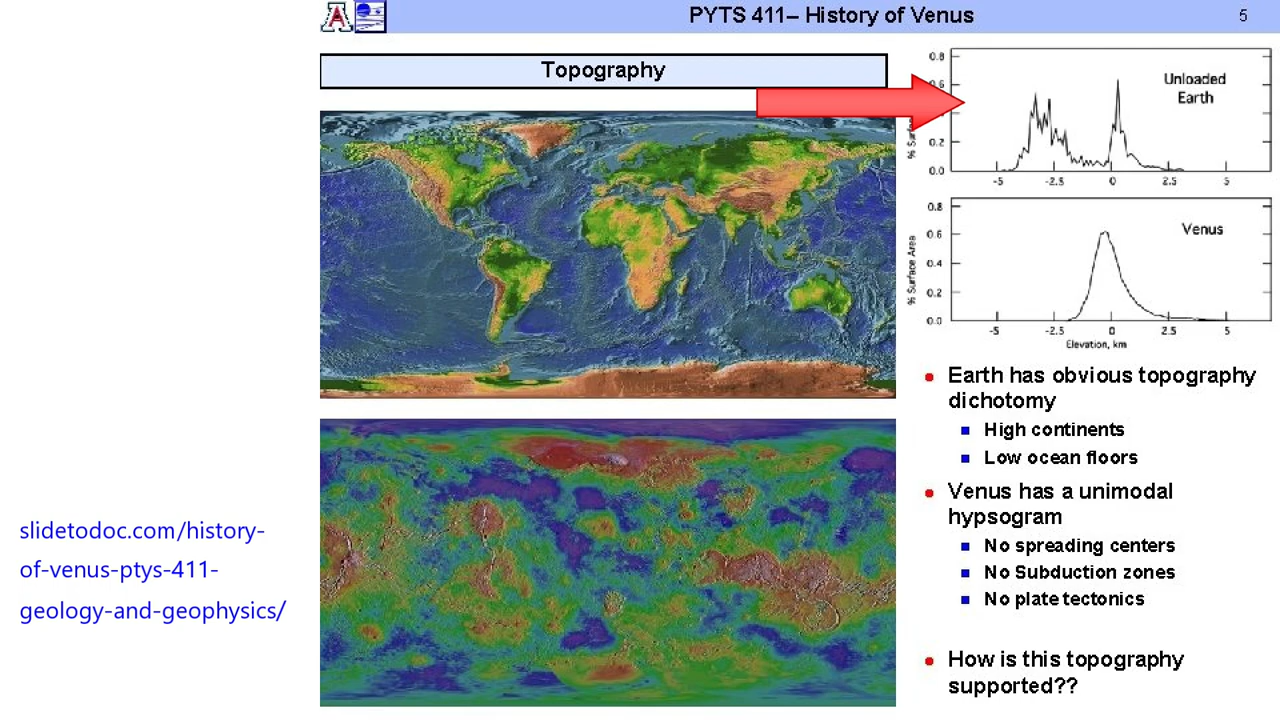 PYTS 411– History of Venus
5
Topography
0.8
0.6
0.4
0.2
0.0
% Surf
Unloaded
Earth
-5
-2.5
0
2.5
5
0.8
0.6
0.4
0.2
0.0
% Surface Area
Venus
-5
-2.5
0
2.5
5
Elevation, km
Earth has obvious topography
dichotomy
High continents
Low ocean floors
Venus has a unimodal
hypsogram
No spreading centers
No Subduction zones
No plate tectonics
How is this topography
supported??
slidetodoc.com/history-
of-venus-ptys-411-
geology-and-geophysics/